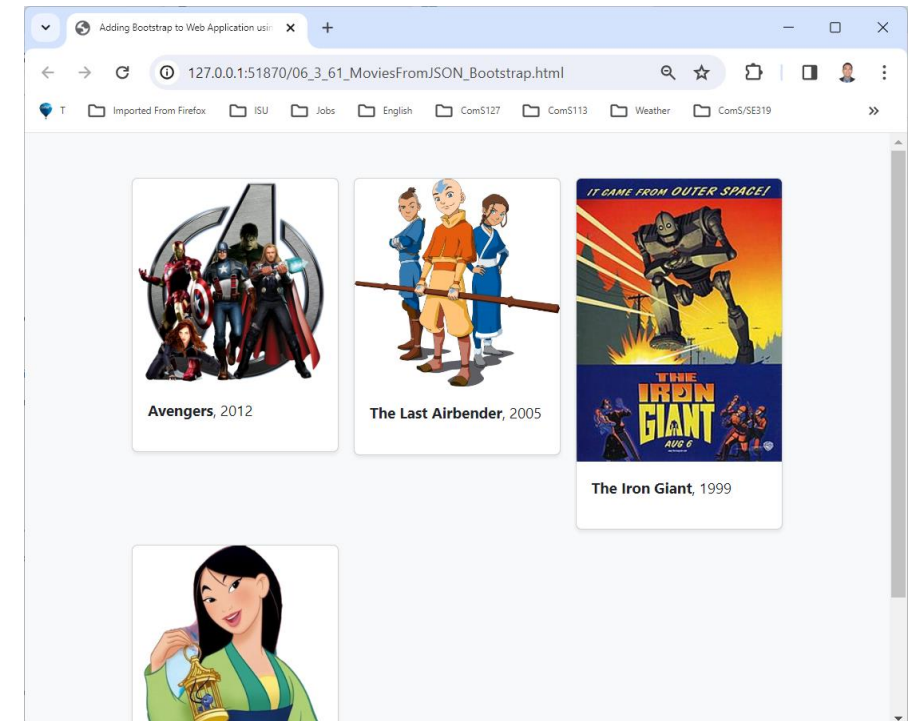 Adding Bootstrap to Web Application usin
127.0.0.1:51870/06_3_61_MoviesFromJSON_Bootstrap.html
T Imported From Firefox ISU Jobs English ComS127 ComS113 Weather ComS/SE319
IT CAME FROM OUTER SPACE!
THE
IRON
GIANT
AUG 6
Avengers, 2012
The Last Airbender, 2005
The Iron Giant, 1999